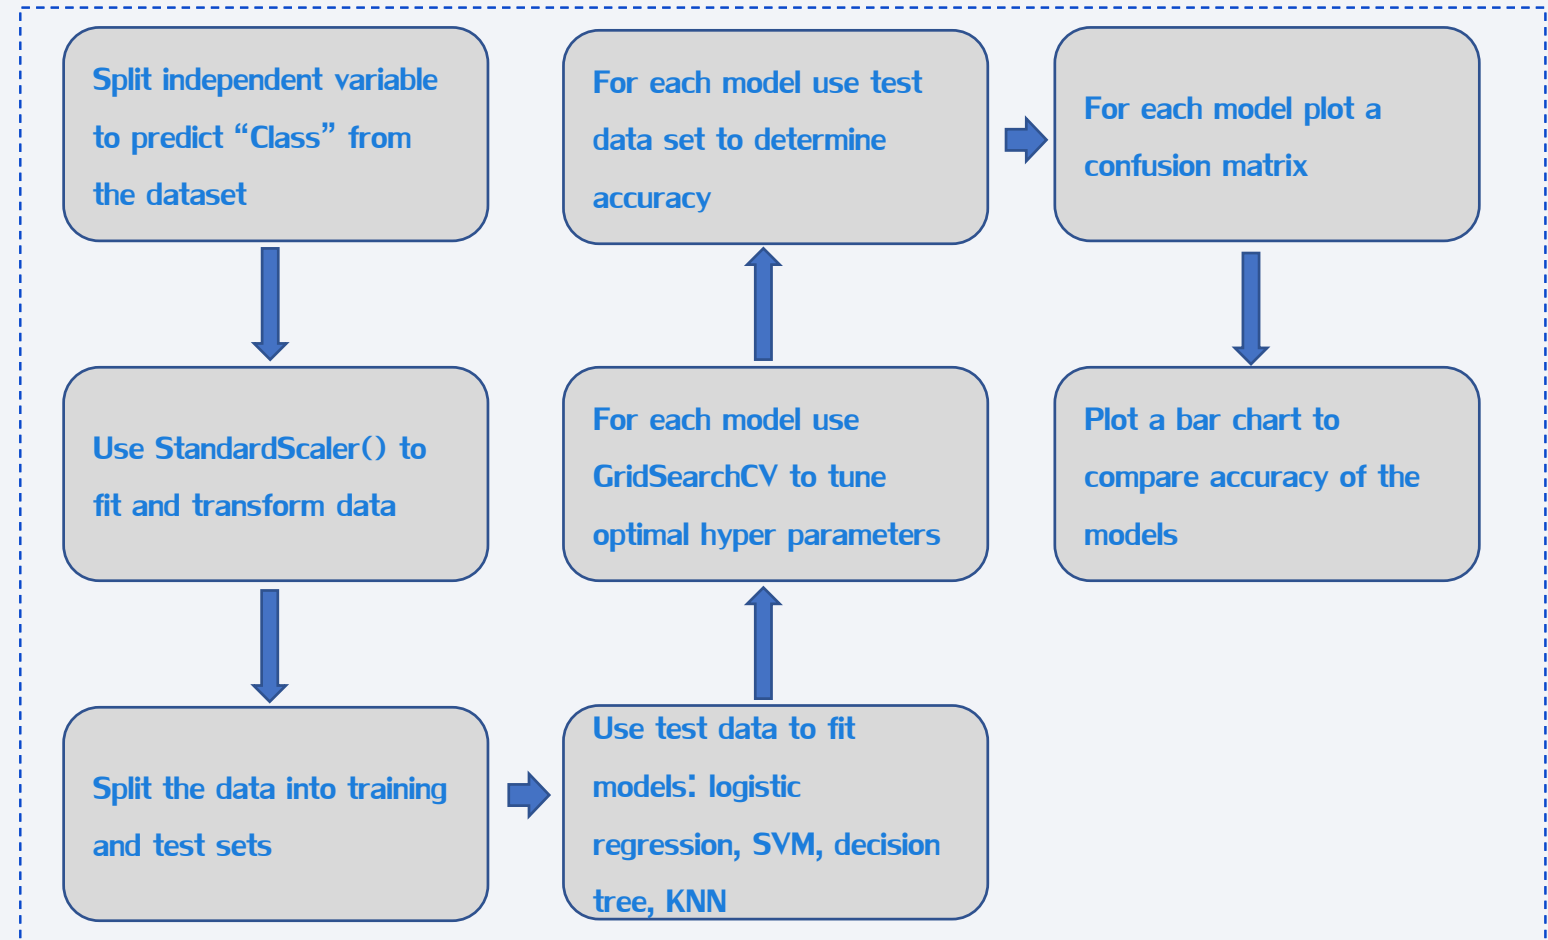 Split independent variable
to predict “Class” from
the dataset
Use StandardScaler() to
fit and transform data
Split the data into training
and test sets
Use test data to fit
models: logistic
regression, SVM, decision
tree, KNN
For each model use
GridSearchCV to tune
optimal hyper parameters
For each model use test
data set to determine
accuracy
For each model plot a
confusion matrix
Plot a bar chart to
compare accuracy of the
models